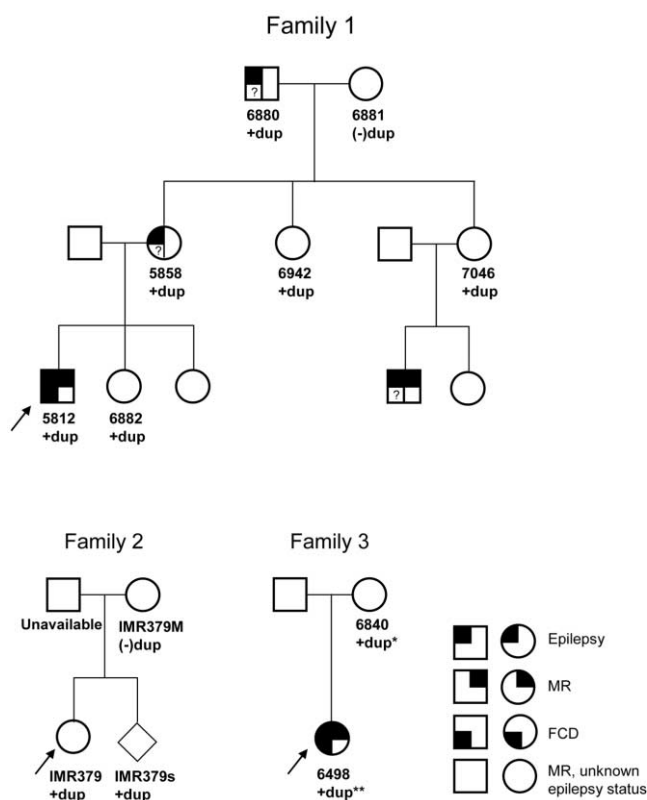 Family 1
?
6880
+dup
6881
(-)dup
?
5858
+dup
6942
+dup
7046
+dup
5812
+dup
6882
+dup
?
Family 2
Unavailable
IMR379M
(-)dup
IMR379
+dup
IMR379s
+dup
Family 3
6840
+dup*
6498
+dup**
Epilepsy
MR
FCD
MR, unknown
epilepsy status